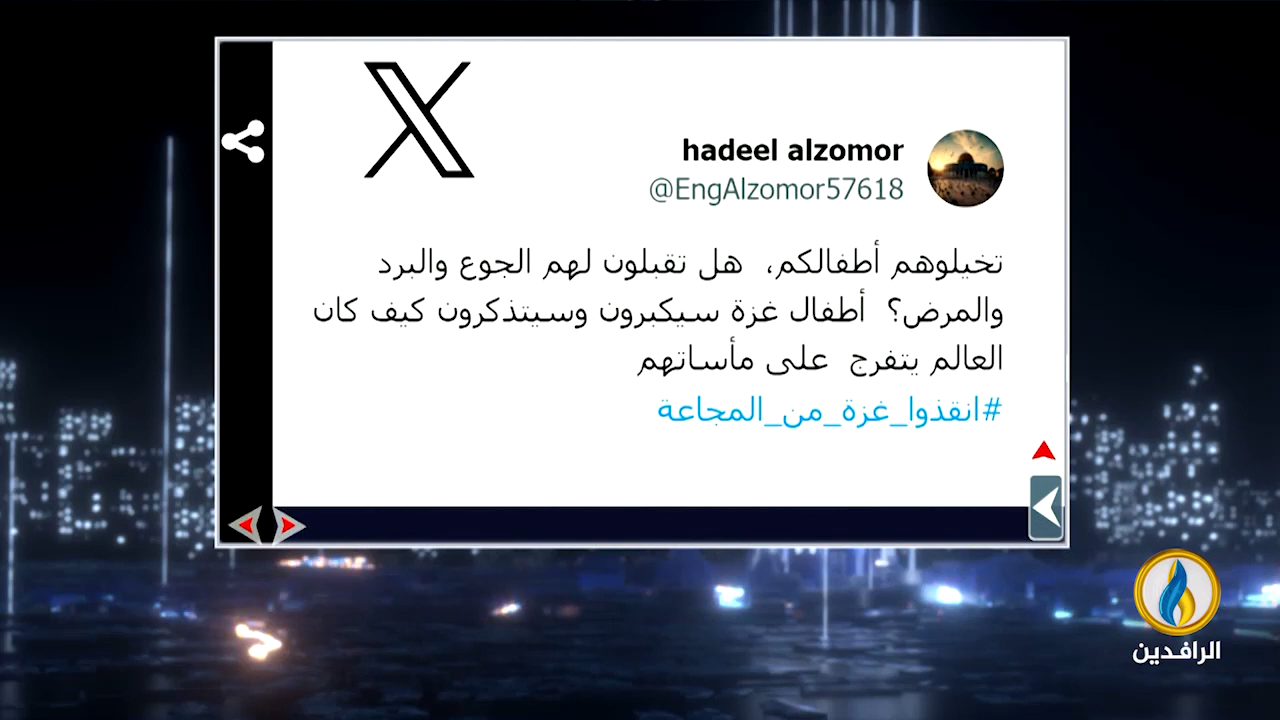 hadeel alzomor
@EngAlzomor57618
تخيلوهم أطفالكم، هل تقبلون لهم الجوع والبرد
والمرض؟ أطفال غزة سيكبرون وسيتذكرون كيف كان
العالم يتفرج على مأساتهم
#انقذوا_غزة_من_المجاعة
الرافدين